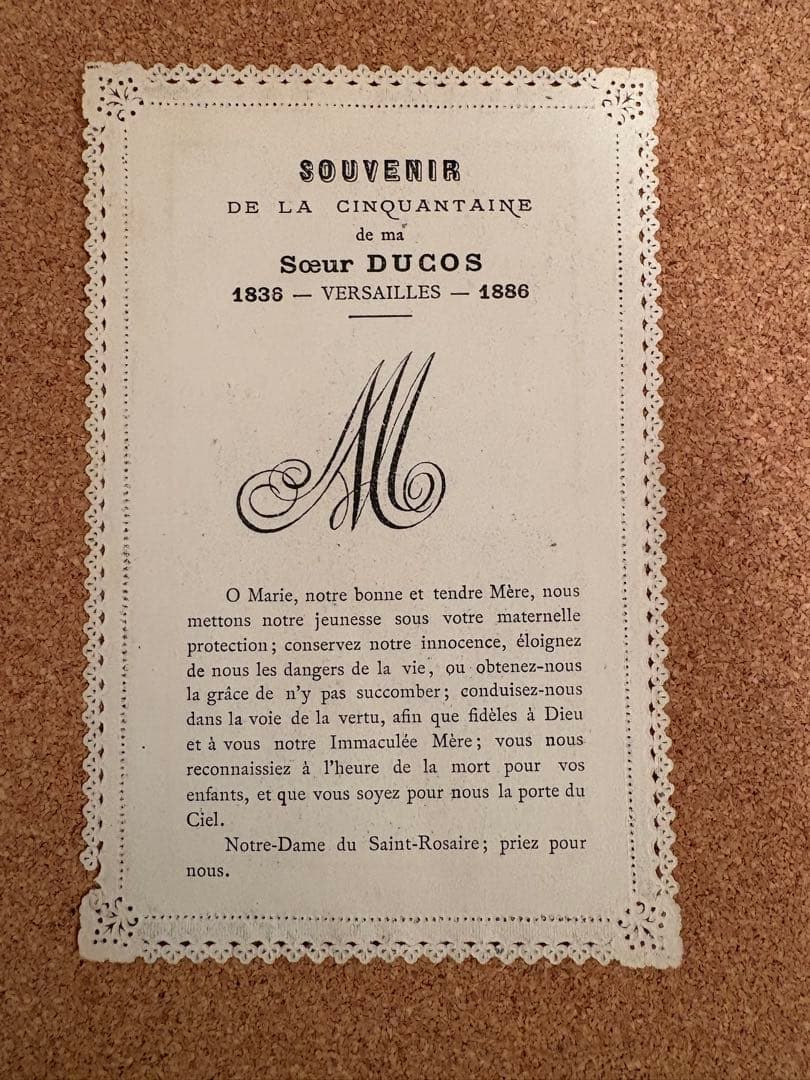 SOUVENIR
DE LA CINQUANTAINE
de ma
Sœur DUCOS
1836 — VERSAILLES — 1886
AM
O Marie, notre bonne et tendre Mère, nous
mettons notre jeunesse sous votre maternelle
protection; conservez notre innocence, éloignez
de nous les dangers de la vie, ou obtenez-nous
la grâce de n'y pas succomber; conduisez-nous
dans la voie de la vertu, afin que fidèles à Dieu
et à vous notre Immaculée Mère; vous nous
reconnaissiez à l'heure de la mort pour vos
enfants, et que vous soyez pour nous la porte du
Ciel.
Notre-Dame du Saint-Rosaire; priez pour
nous.